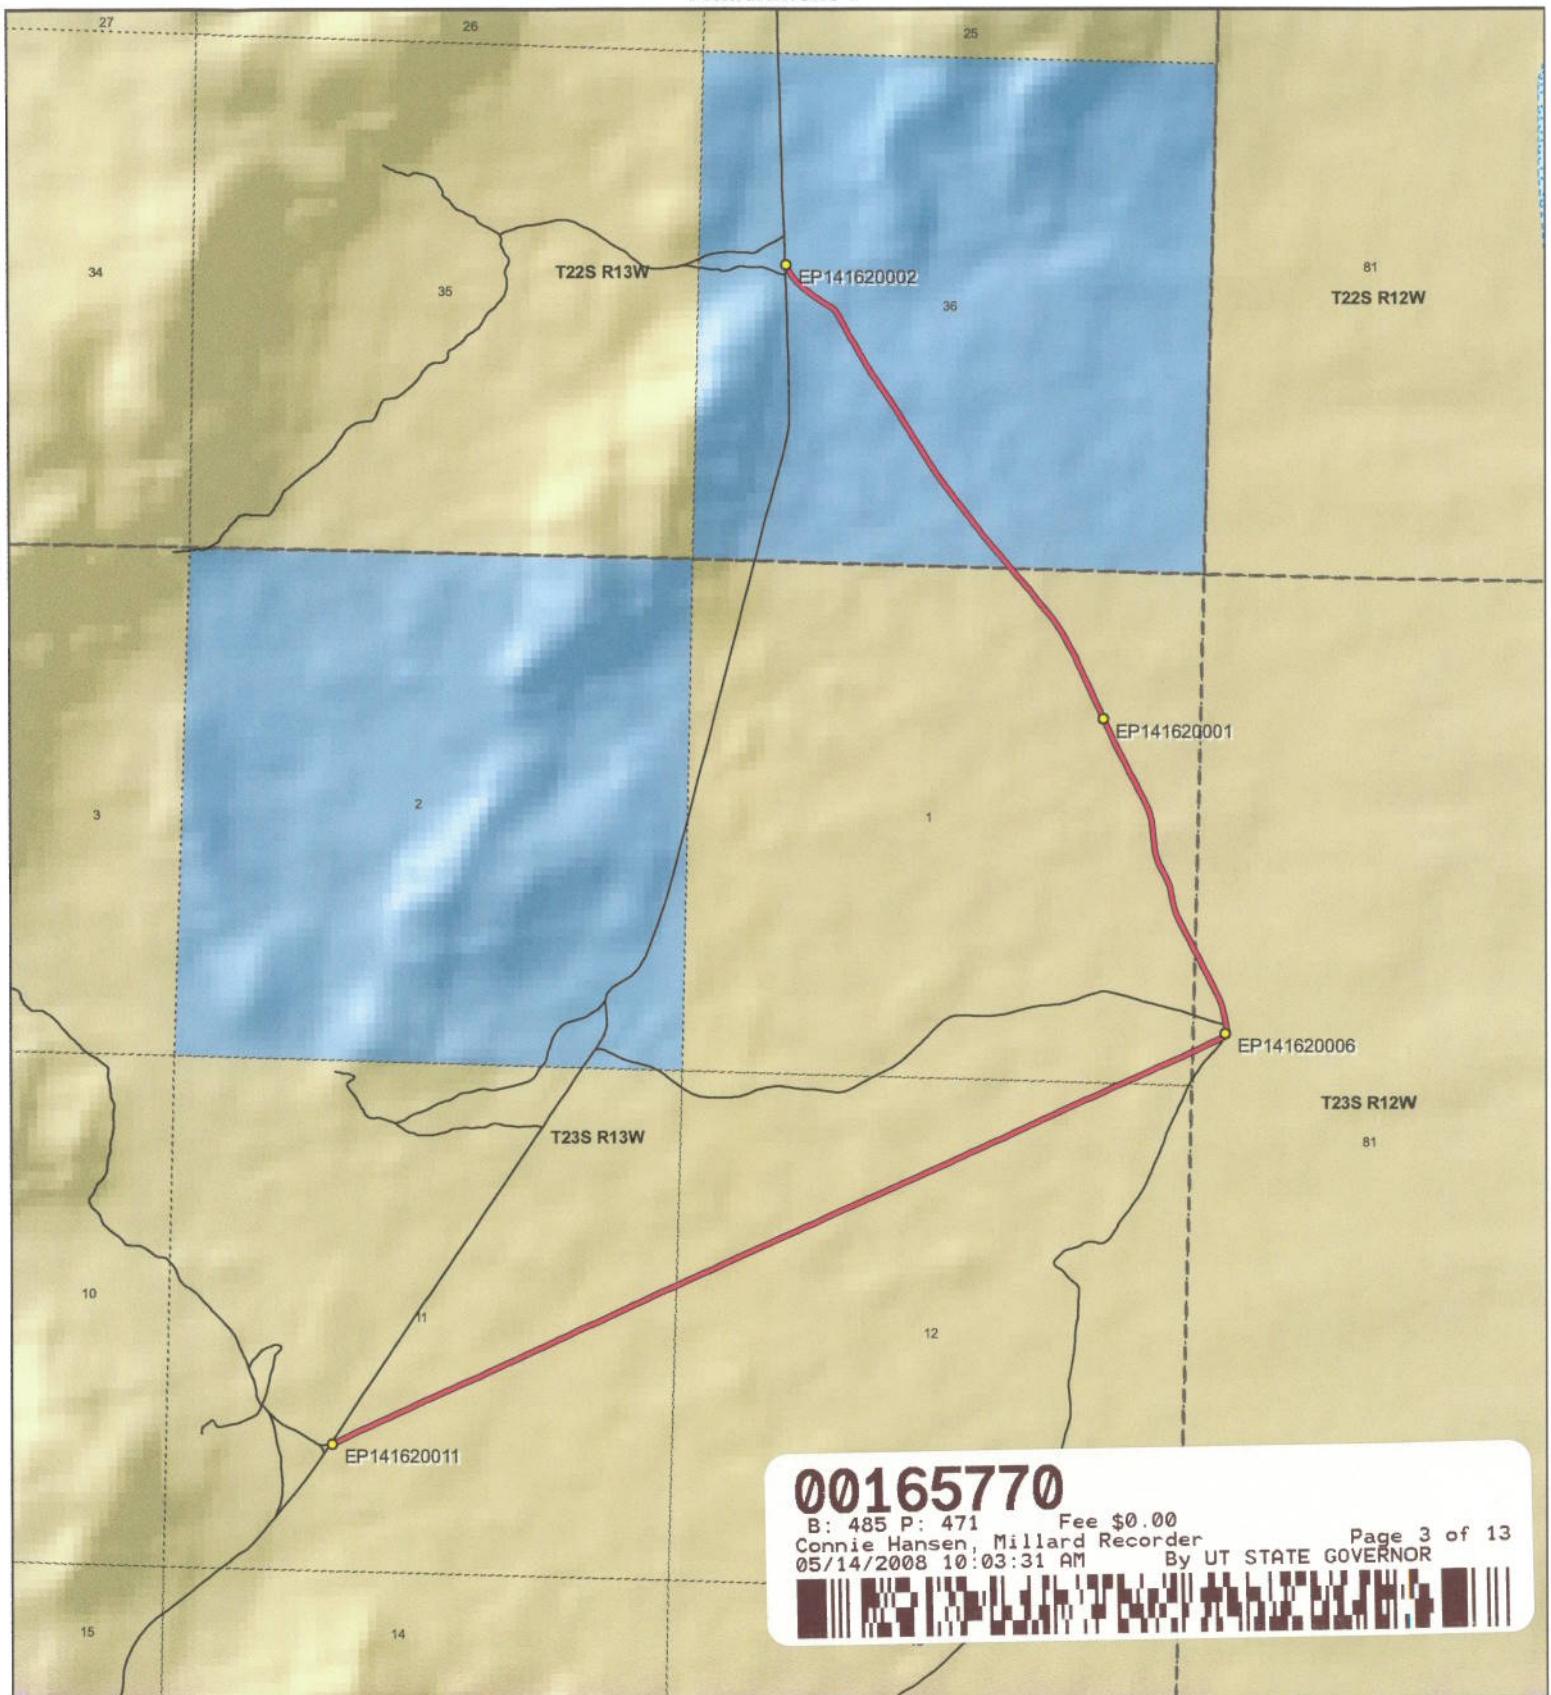 27
26
25
34
35
T22S R13W
EP141620002
36
81
T22S R12W
EP141620001
3
2
1
EP141620006
T23S R12W
81
T23S R13W
10
11
12
EP141620011
00165770
B: 485 P: 471 Fee $0.00
Connie Hansen, Millard Recorder Page 3 of 13
05/14/2008 10:03:31 AM By UT STATE GOVERNOR
15
14